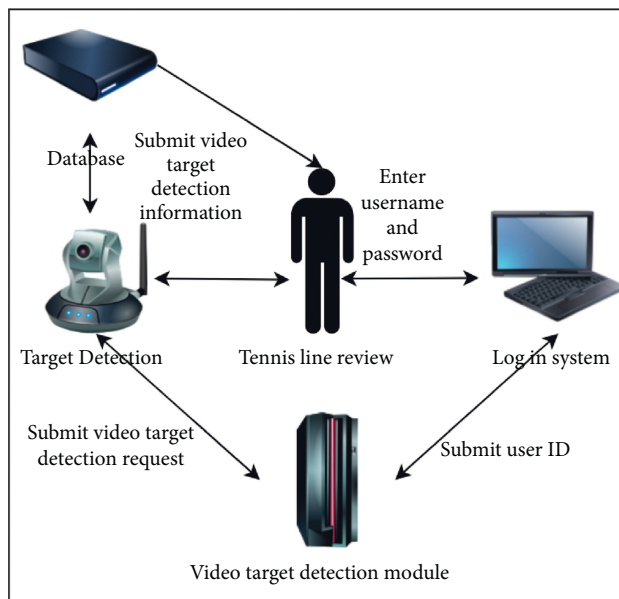 Database
Submit video
target
detection
information
Enter
username
and
password
Target Detection
Tennis line review
Log in system
Submit video target
detection request
Submit user ID
Video target detection module